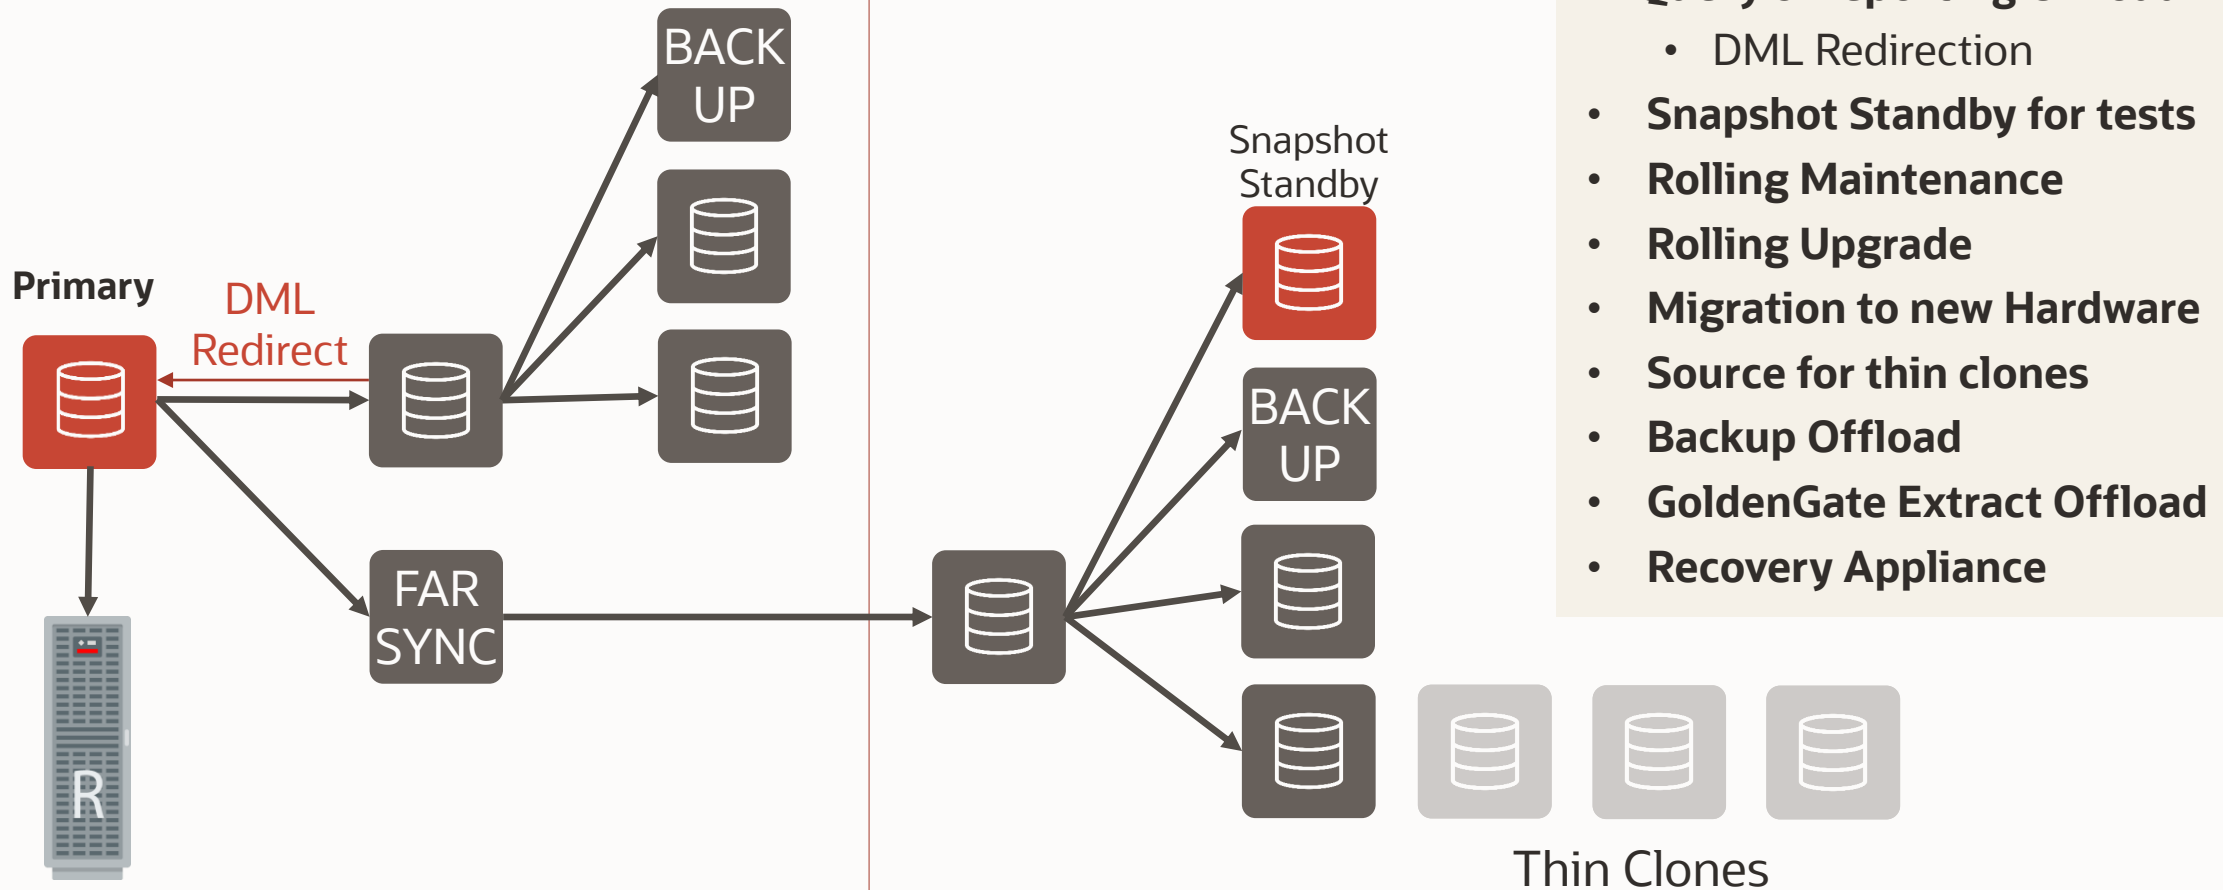 BACK
UP
Primary
DML
Redirect
FAR
SYNC
R
Snapshot
Standby
BACK
UP
Thin Clones
• DML Redirection
• Snapshot Standby for tests
• Rolling Maintenance
• Rolling Upgrade
• Migration to new Hardware
• Source for thin clones
• Backup Offload
• GoldenGate Extract Offload
• Recovery Appliance